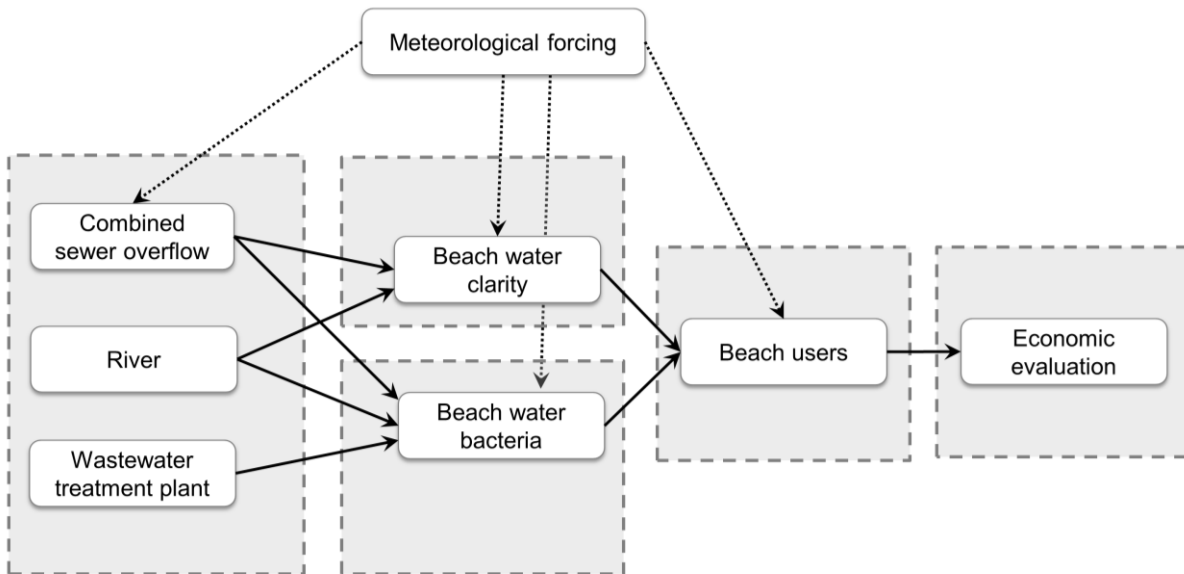 Meteorological forcing
Combined
sewer overflow
River
Wastewater
treatment plant
Beach water
clarity
Beach water
bacteria
Beach users
Economic
evaluation